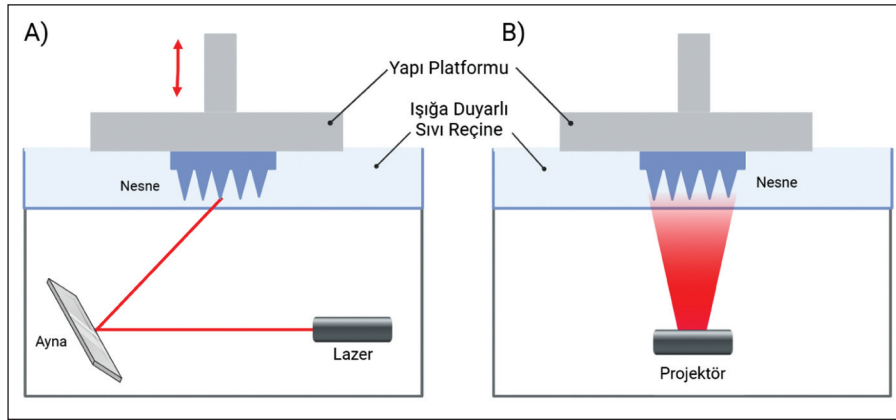 A)
B)
Yapı Platformu
Işığa Duyarlı
Sıvı Reçine
Nesne
Nesne
Ayna
Lazer
Projektör